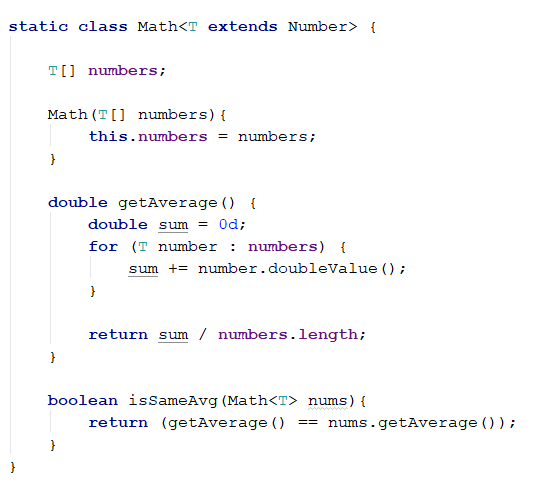 static class Math<T extends Number> {
T[] numbers;
Math(T[] numbers){
this.numbers = numbers;
}
double getAverage() {
double sum = 0d;
for (T number : numbers) {
sum += number.doubleValue();
}
return sum / numbers.length;
}
boolean isSameAvg(Math<T> nums){
return (getAverage() == nums.getAverage());
}
}